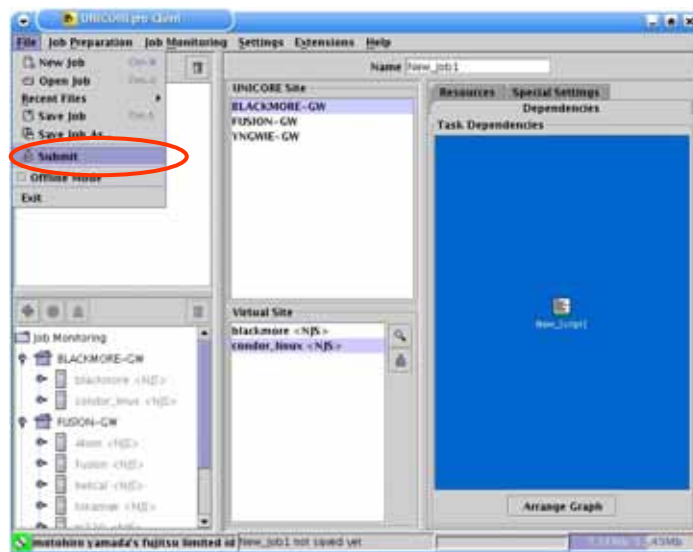 UNICORE pro Client
File Job Preparation Job Monitoring Settings Extensions Help
New Job
Open Job
Recent Files
Save Job
Save Job As
Submit
Offline Mode
Exit
Name New_Job1
UNICORE Site
BLACKMORE-GW
FUSION-GW
YNGWIE-GW
Resources Special Settings
Dependencies
Task Dependencies
New_Script1
Virtual Site
blackmore <NJS>
condor_linux <NJS>
Job Monitoring
BLACKMORE-GW
blackmore <NJS>
condor_linux <NJS>
FUSION-GW
fusion <NJS>
helical <NJS>
Arrange Graph
motohiro yamada's fujitsu limited id New_Job1 not saved yet